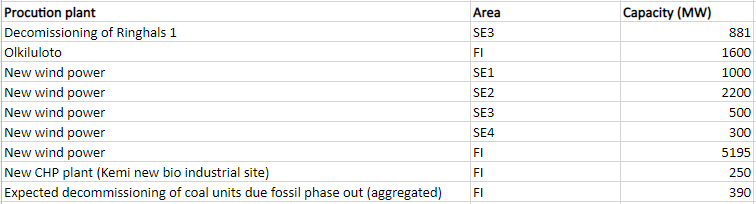 Procution plant Area Capacity (MW)
Decomissioning of Ringhals 1 SE3 881
Olkiluloto FI 1600
New wind power SE1 1000
New wind power SE2 2200
New wind power SE3 500
New wind power SE4 300
New wind power FI 5195
New CHP plant (Kemi new bio industrial site) FI 250
Expected decommissioning of coal units due fossil phase out (aggregated) FI 390